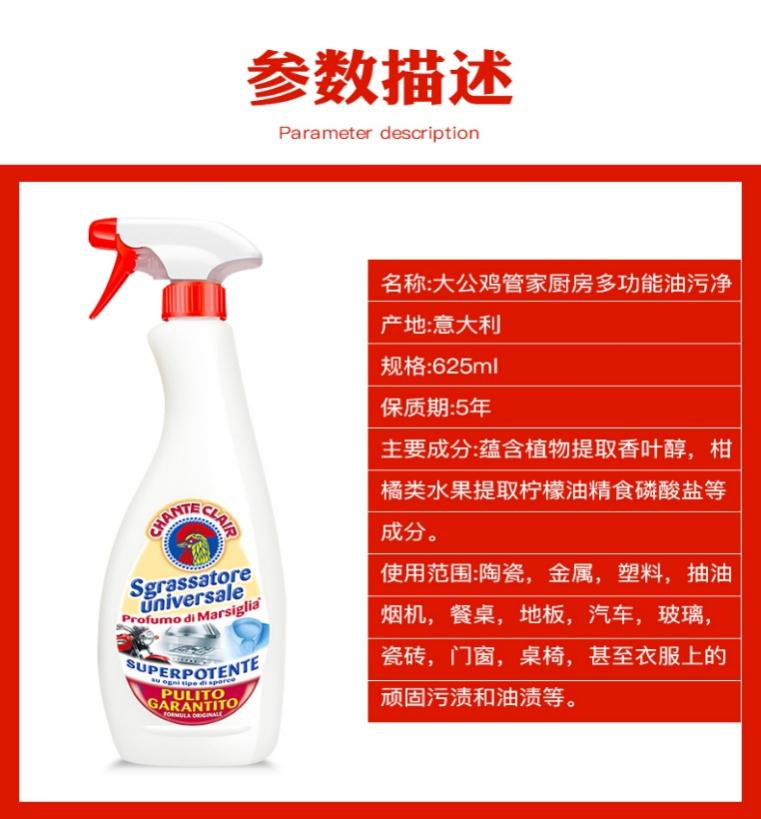 参数描述
Parameter description
名称:大公鸡管家厨房多功能油污净
产地:意大利
规格:625ml
保质期:5年
主要成分:蕴含植物提取香叶醇，柑
橘类水果提取柠檬油精食磷酸盐等
成分。
使用范围:陶瓷，金属，塑料，抽油
烟机，餐桌，地板，汽车，玻璃，
瓷砖，门窗，桌椅，甚至衣服上的
顽固污渍和油渍等。
CHANTE CLAIR
Sgrassatore
universale
Profumo di Marsiglia
SUPERPOTENTE
su ogni tipo di sporco
PULITO
GARANTITO
FORMULA ORIGINALE